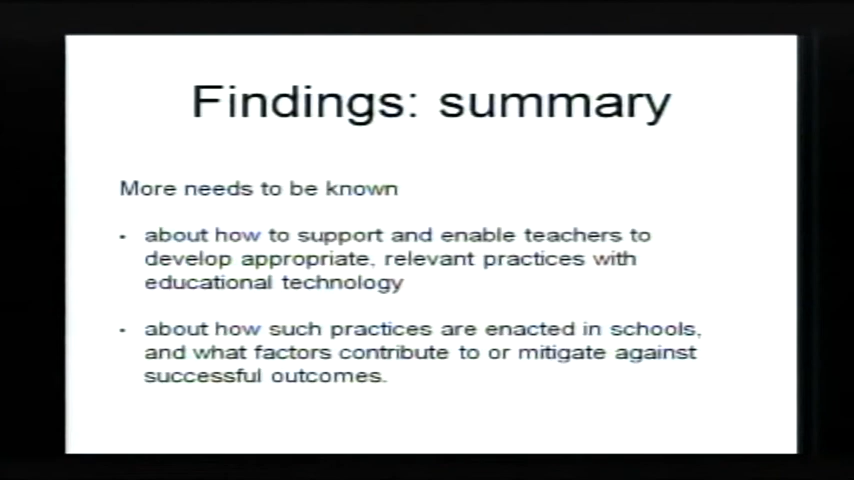 Findings: summary
More needs to be known
· about how to support and enable teachers to
develop appropriate, relevant practices with
educational technology
· about how such practices are enacted in schools,
and what factors contribute to or mitigate against
successful outcomes.